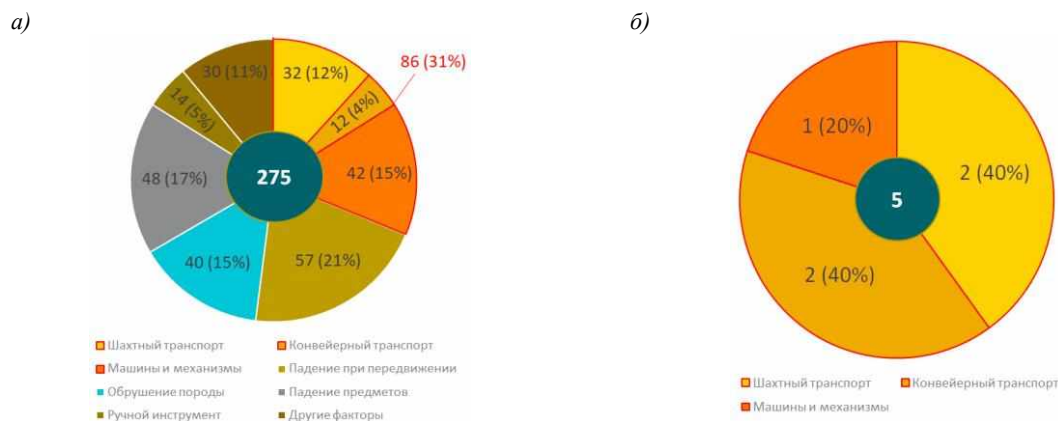 а)
б)
86 (31%)
30 (11%)
32 (12%)
14 (5%)
12 (4%)
48 (17%)
275
42 (15%)
40 (15%)
57 (21%)
Шахтный транспорт
Конвейерный транспорт
Машины и механизмы
Падение при передвижении
Обрушение породы
Падение предметов
Ручной инструмент
Другие факторы
1 (20%)
2 (40%)
5
2 (40%)
Шахтный транспорт
Конвейерный транспорт
Машины и механизмы